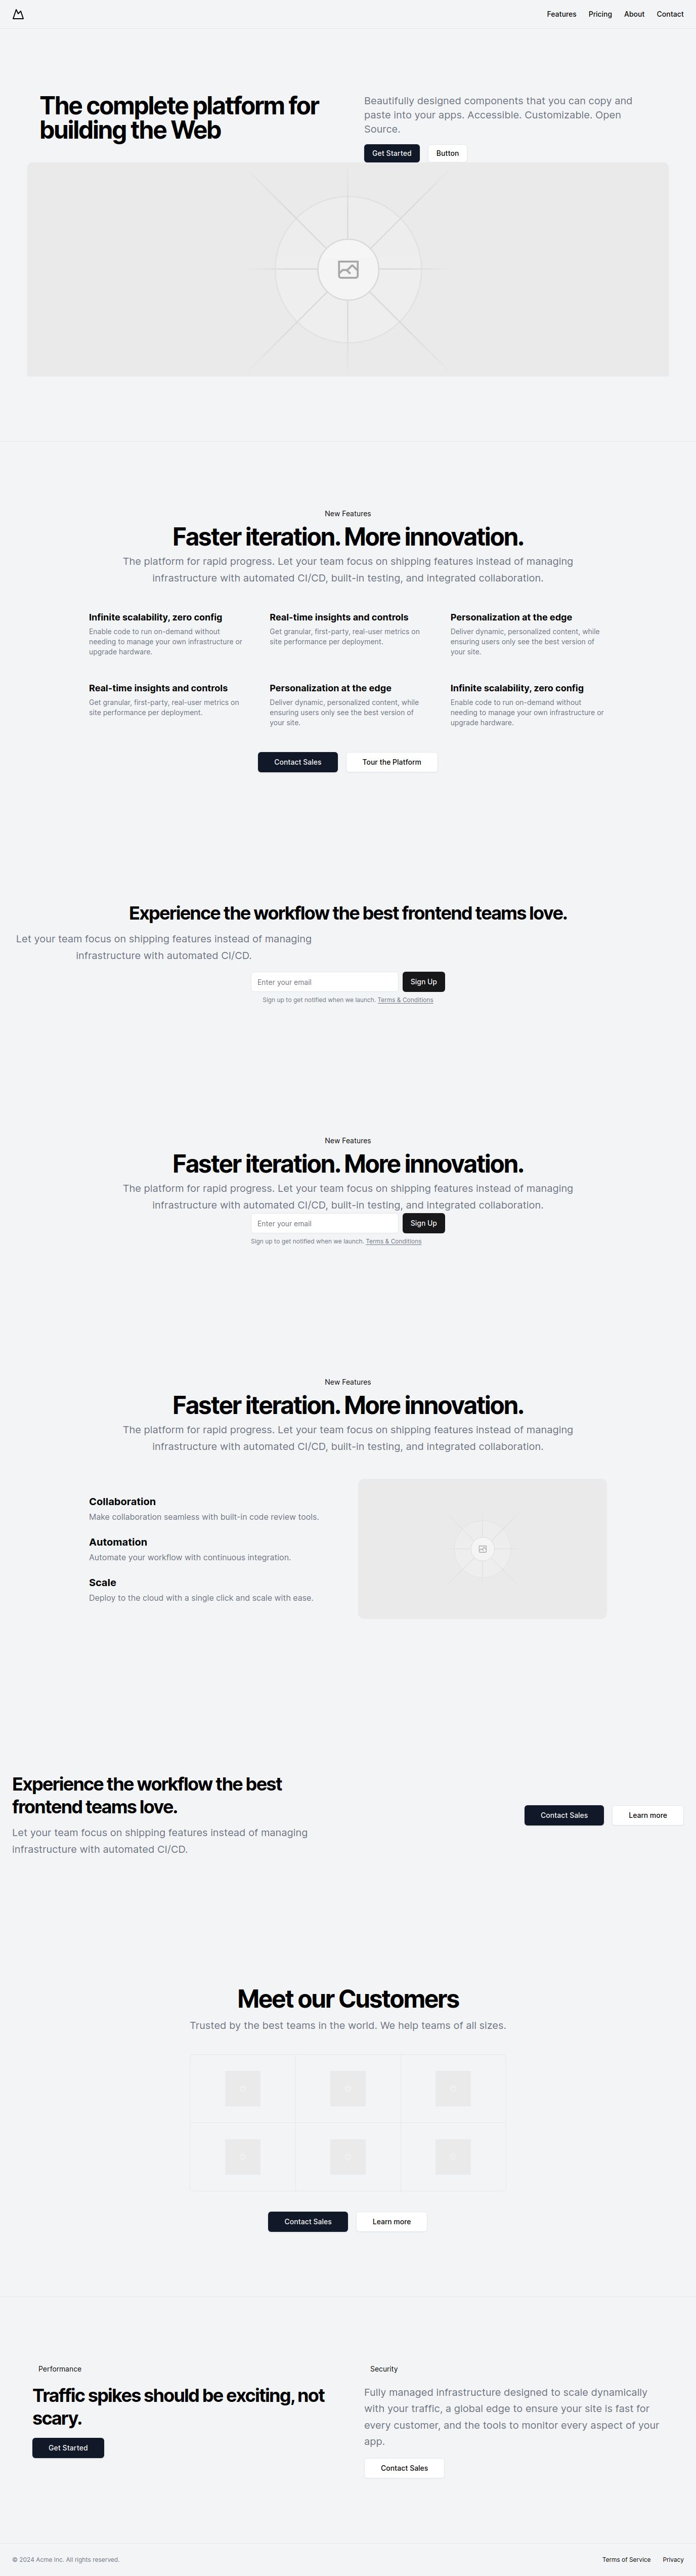 Features Pricing About Contact
The complete platform for
building the Web
Beautifully designed components that you can copy and
paste into your apps. Accessible. Customizable. Open
Source.
Get Started Button
New Features
Faster iteration. More innovation.
The platform for rapid progress. Let your team focus on shipping features instead of managing
infrastructure with automated CI/CD, built-in testing, and integrated collaboration.
Infinite scalability, zero config
Enable code to run on-demand without
needing to manage your own infrastructure or
upgrade hardware.
Real-time insights and controls
Get granular, first-party, real-user metrics on
site performance per deployment.
Personalization at the edge
Deliver dynamic, personalized content, while
ensuring users only see the best version of
your site.
Real-time insights and controls
Get granular, first-party, real-user metrics on
site performance per deployment.
Personalization at the edge
Deliver dynamic, personalized content, while
ensuring users only see the best version of
your site.
Infinite scalability, zero config
Enable code to run on-demand without
needing to manage your own infrastructure or
upgrade hardware.
Contact Sales Tour the Platform
Experience the workflow the best frontend teams love.
Let your team focus on shipping features instead of managing
infrastructure with automated CI/CD.
Enter your email Sign Up
Sign up to get notified when we launch. Terms & Conditions
New Features
Faster iteration. More innovation.
The platform for rapid progress. Let your team focus on shipping features instead of managing
infrastructure with automated CI/CD, built-in testing, and integrated collaboration.
Enter your email Sign Up
Sign up to get notified when we launch. Terms & Conditions
New Features
Faster iteration. More innovation.
The platform for rapid progress. Let your team focus on shipping features instead of managing
infrastructure with automated CI/CD, built-in testing, and integrated collaboration.
Collaboration
Make collaboration seamless with built-in code review tools.
Automation
Automate your workflow with continuous integration.
Scale
Deploy to the cloud with a single click and scale with ease.
Experience the workflow the best
frontend teams love.
Let your team focus on shipping features instead of managing
infrastructure with automated CI/CD.
Contact Sales Learn more
Meet our Customers
Trusted by the best teams in the world. We help teams of all sizes.
Contact Sales Learn more
Performance
Traffic spikes should be exciting, not
scary.
Get Started
Security
Fully managed infrastructure designed to scale dynamically
with your traffic, a global edge to ensure your site is fast for
every customer, and the tools to monitor every aspect of your
app.
Contact Sales
© 2024 Acme Inc. All rights reserved.
Terms of Service Privacy